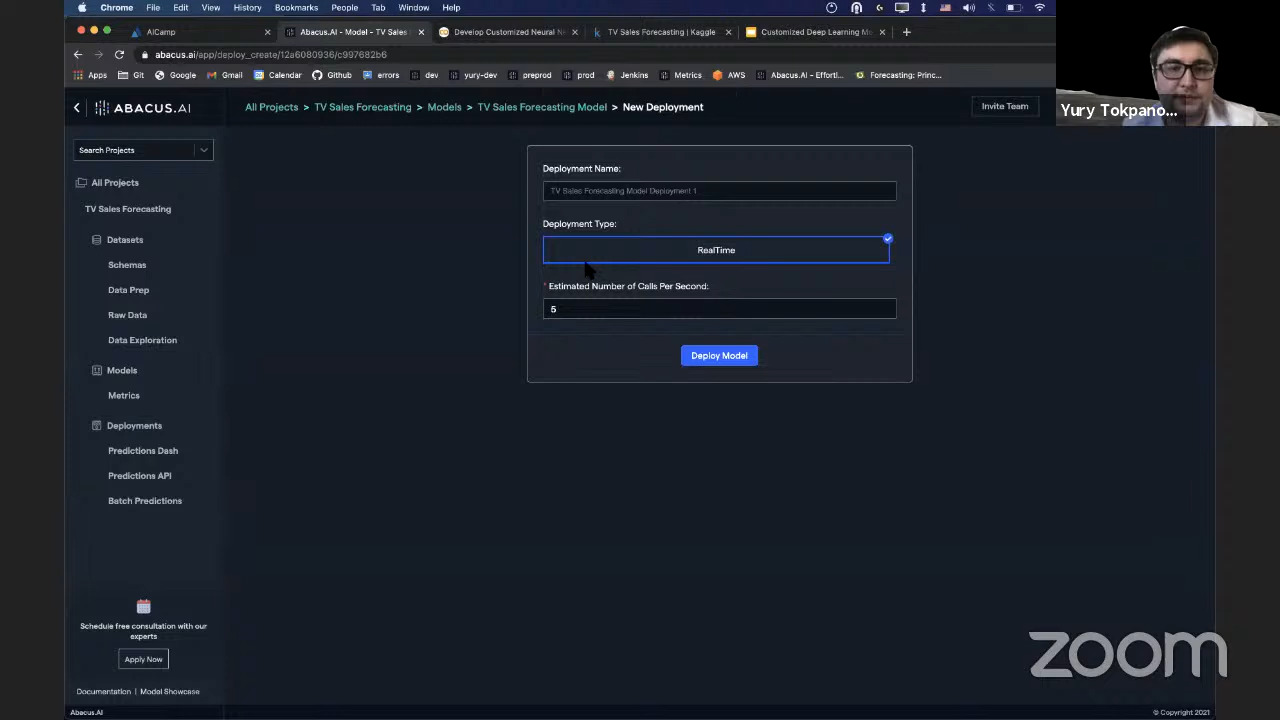 Chrome File Edit View History Bookmarks People Tab Window Help
AICamp
Abacus.AI - Model - TV Sales
Develop Customized Neural N
TV Sales Forecasting | Kaggle
Customized Deep Learning M
abacus.ai/app/deploy_create/12a6080936/c997682b6
Apps Git Google Gmail Calendar Github errors dev yury-dev preprod prod Jenkins Metrics AWS Abacus.AI - Effortl... Forecasting: Princ...
Yury Tokpano...
ABACUS.AI
All Projects > TV Sales Forecasting > Models > TV Sales Forecasting Model > New Deployment
Invite Team
Search Projects
All Projects
TV Sales Forecasting
Datasets
Schemas
Data Prep
Raw Data
Data Exploration
Models
Metrics
Deployments
Predictions Dash
Predictions API
Batch Predictions
Deployment Name:
TV Sales Forecasting Model Deployment 1
Deployment Type:
RealTime
* Estimated Number of Calls Per Second:
5
Deploy Model
Schedule free consultation with our
experts
Apply Now
Documentation | Model Showcase
zoom
Abacus.AI
© Copyright 2021